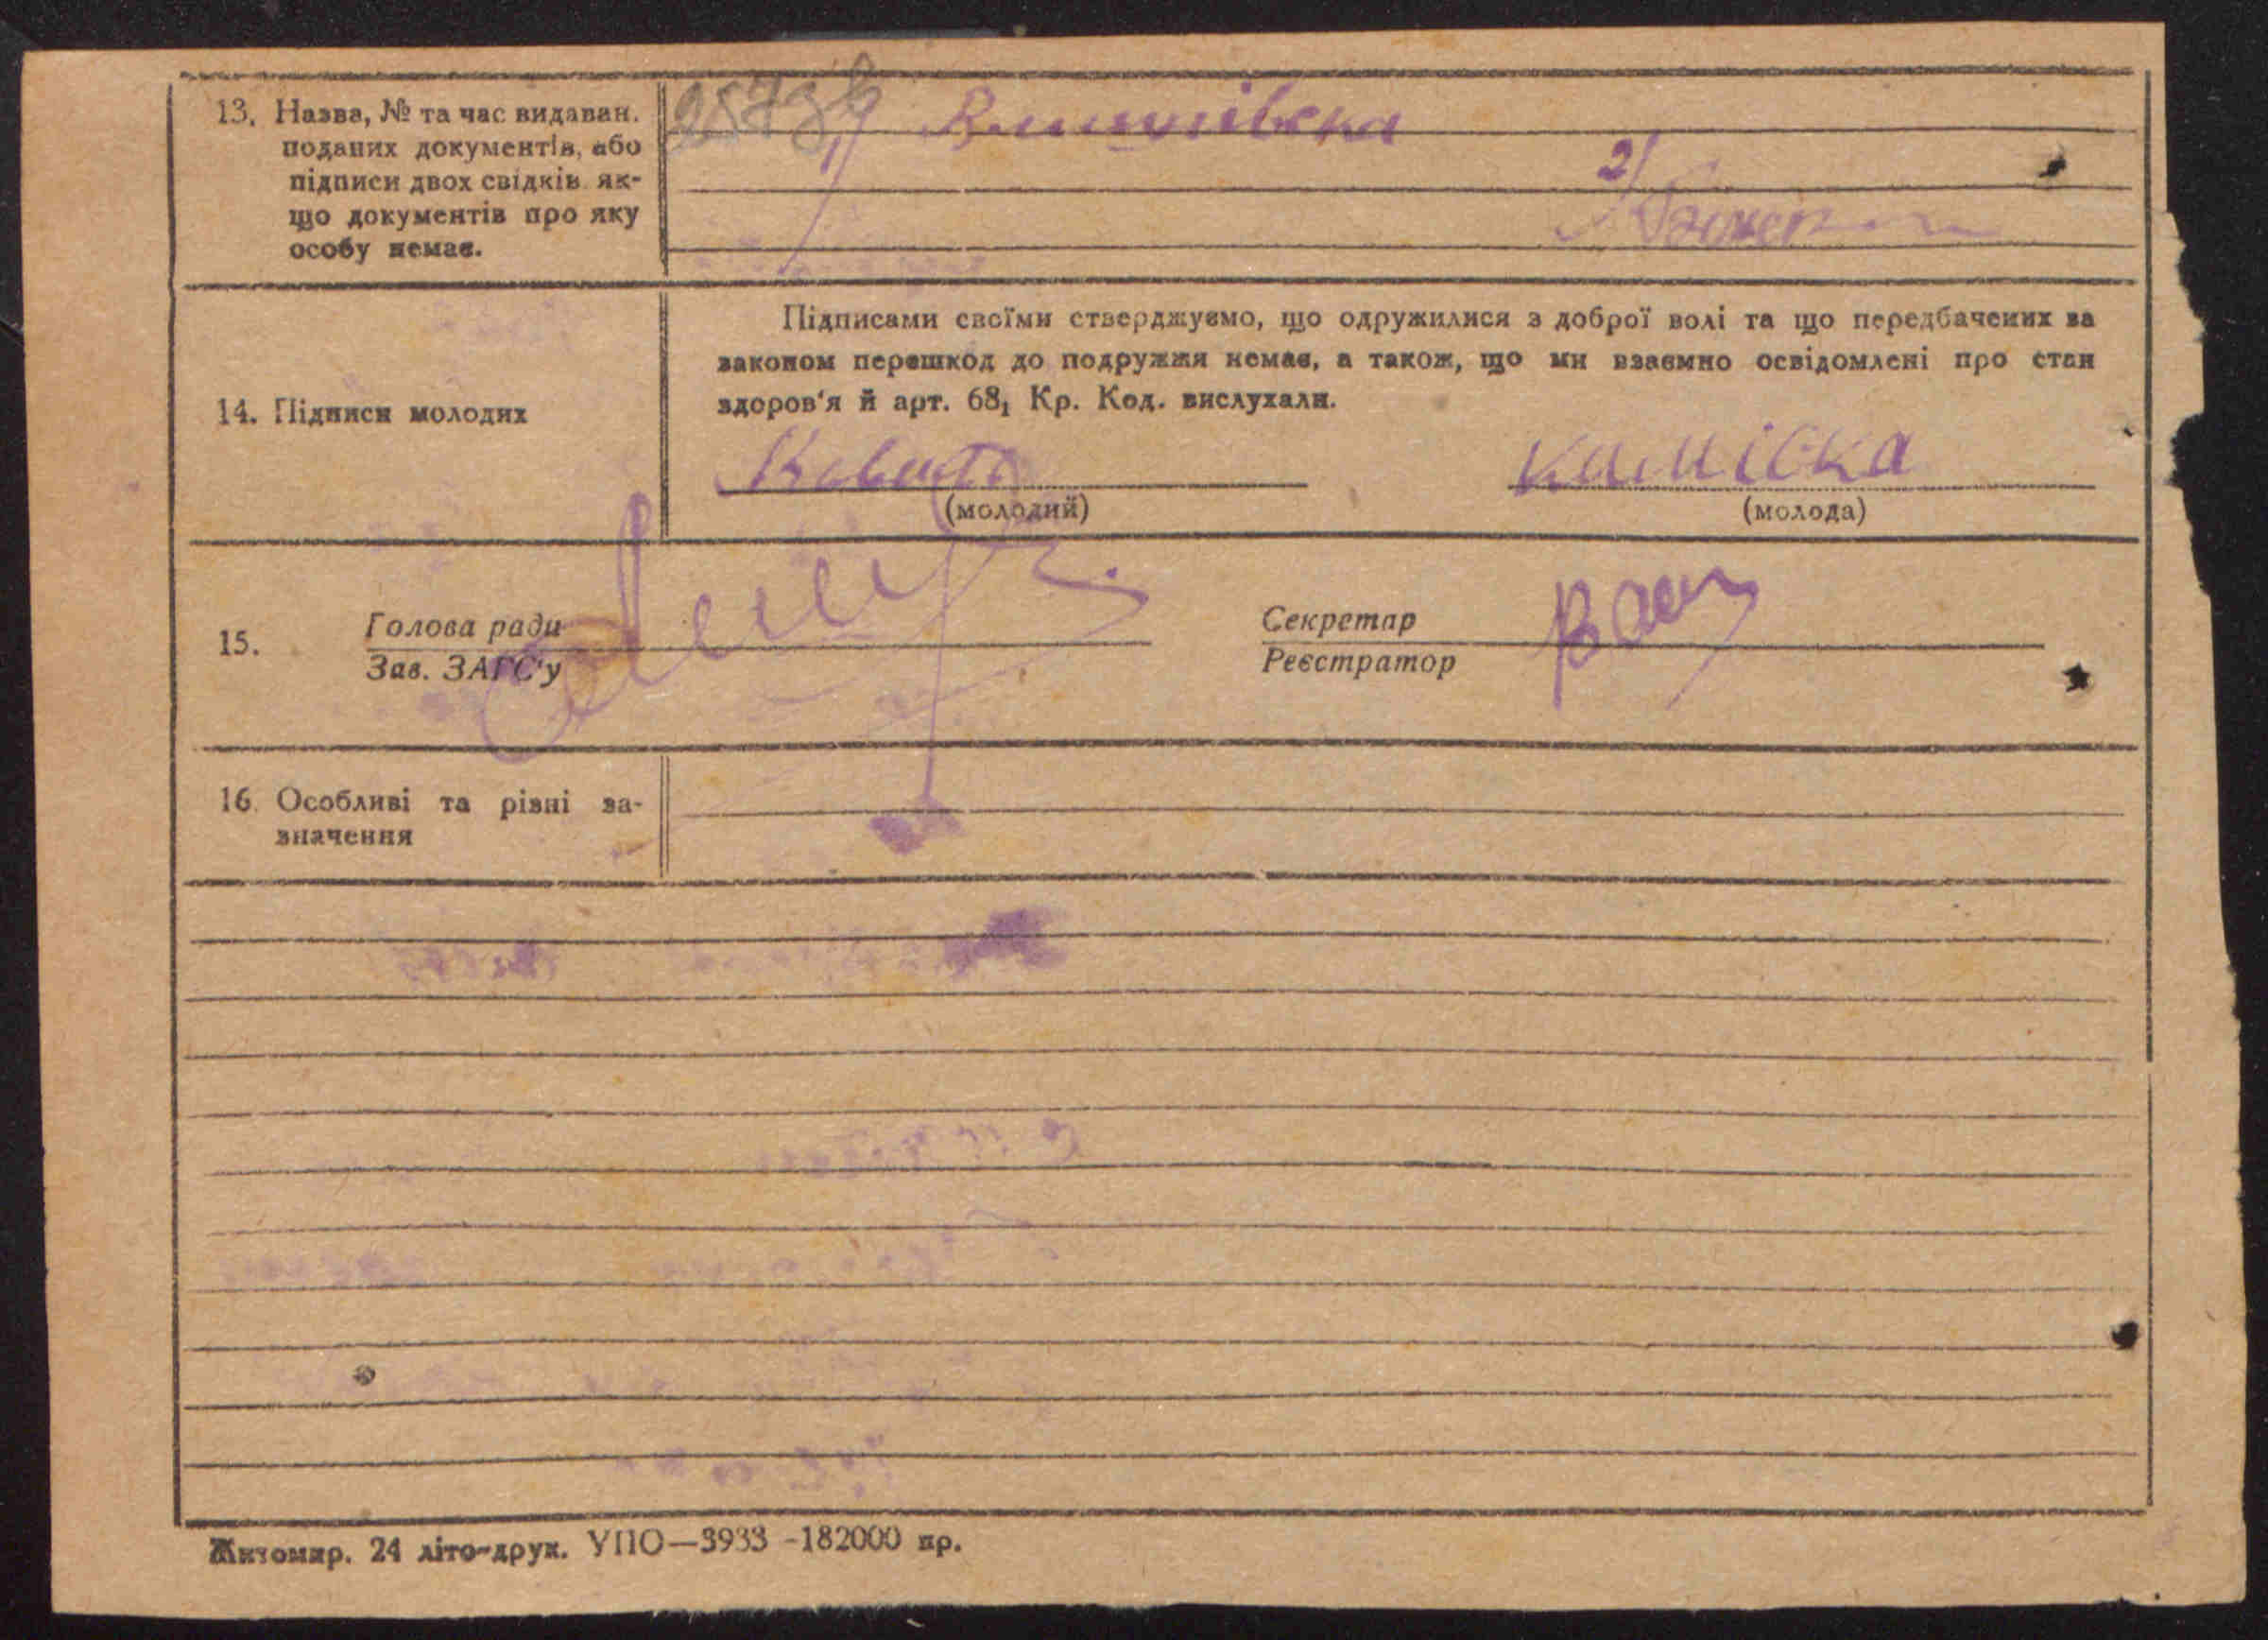 13. Назва, № та час видаван.
поданих документів, або
підписи двох свідків як-
що документів про яку
особу немає.
1/
2/
14. Підписи молодих
Підписами своїми стверджуємо, що одружилися з доброї волі та що передбачених за
законом перешкод до подружжя немає, а також, що ми взаємно освідомлені про стан
здоров'я й арт. 68₁ Кр. Код. вислухали.
(молодий)
(молода)
15.
Голова ради
Зав. ЗАГС'у
Секретар
Реєстратор
16. Особливі та різні за-
значення
Житомир. 24 літо-друк. УПО—3933 -182000 пр.